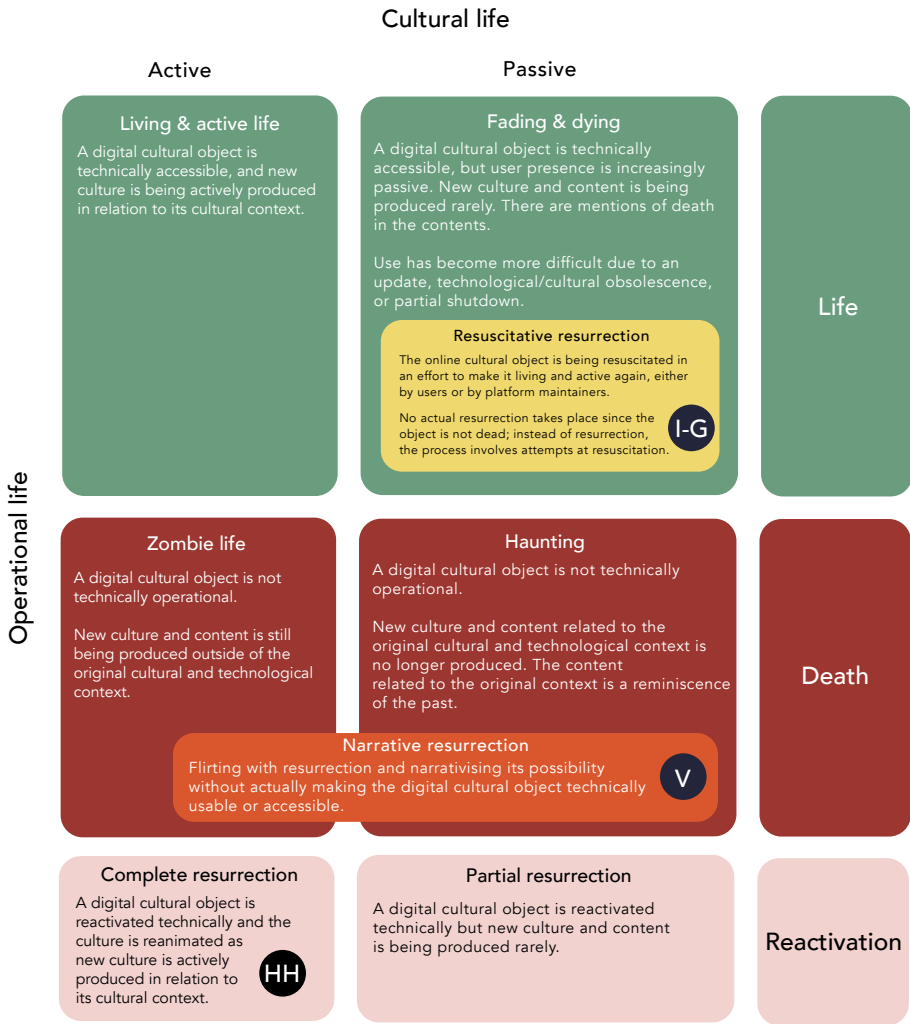 Cultural life
Active
Passive
Living & active life
A digital cultural object is
technically accessible, and new
culture is being actively produced
in relation to its cultural context.
Fading & dying
A digital cultural object is technically
accessible, but user presence is increasingly
passive. New culture and content is being
produced rarely. There are mentions of death
in the contents.
Use has become more difficult due to an
update, technological/cultural obsolescence,
or partial shutdown.
Resuscitative resurrection
The online cultural object is being resuscitated in
an effort to make it living and active again, either
by users or by platform maintainers.
No actual resurrection takes place since the
object is not dead; instead of resurrection,
the process involves attempts at resuscitation.
I-G
Life
Operational life
Zombie life
A digital cultural object is not
technically operational.
New culture and content is still
being produced outside of the
original cultural and technological
context.
Haunting
A digital cultural object is not technically
operational.
New culture and content related to the
original cultural and technological context is
no longer produced. The content
related to the original context is a reminiscence
of the past.
Narrative resurrection
Flirting with resurrection and narrativising its possibility
without actually making the digital cultural object technically
usable or accessible.
V
Death
Complete resurrection
A digital cultural object is
reactivated technically and the
culture is reanimated as
new culture is actively
produced in relation to
its cultural context.
HH
Partial resurrection
A digital cultural object is reactivated
technically but new culture and content
is being produced rarely.
Reactivation